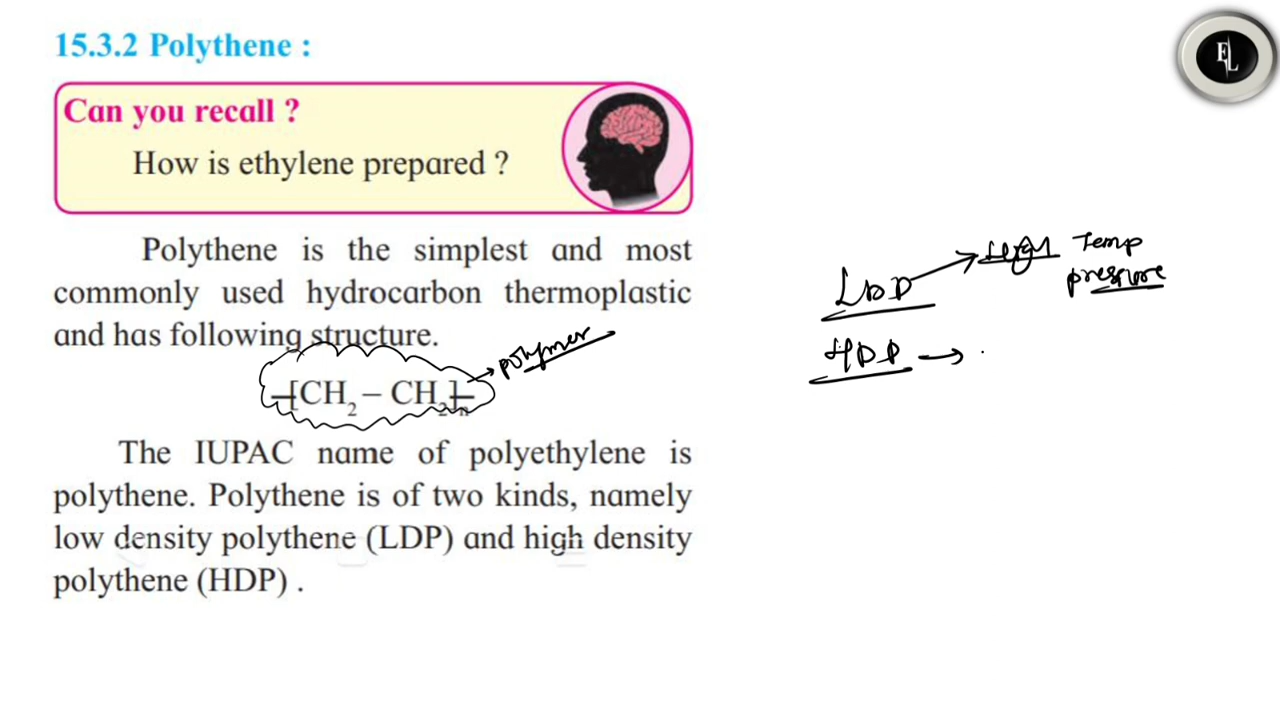 15.3.2 Polythene :
Can you recall ?
How is ethylene prepared ?
Polythene is the simplest and most
commonly used hydrocarbon thermoplastic
and has following structure.
polymer
-[CH₂ – CH₂]-ₙ
The IUPAC name of polyethylene is
polythene. Polythene is of two kinds, namely
low density polythene (LDP) and high density
polythene (HDP) .
EL
LDP → High Temp
pressure
HDP →